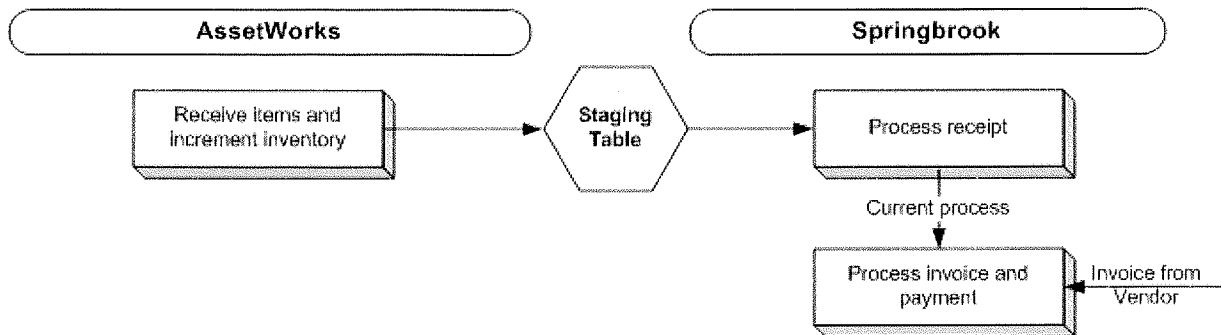 AssetWorks
Springbrook
Receive items and
increment inventory
Staging
Table
Process receipt
Current process
Process invoice and
payment
Invoice from
Vendor